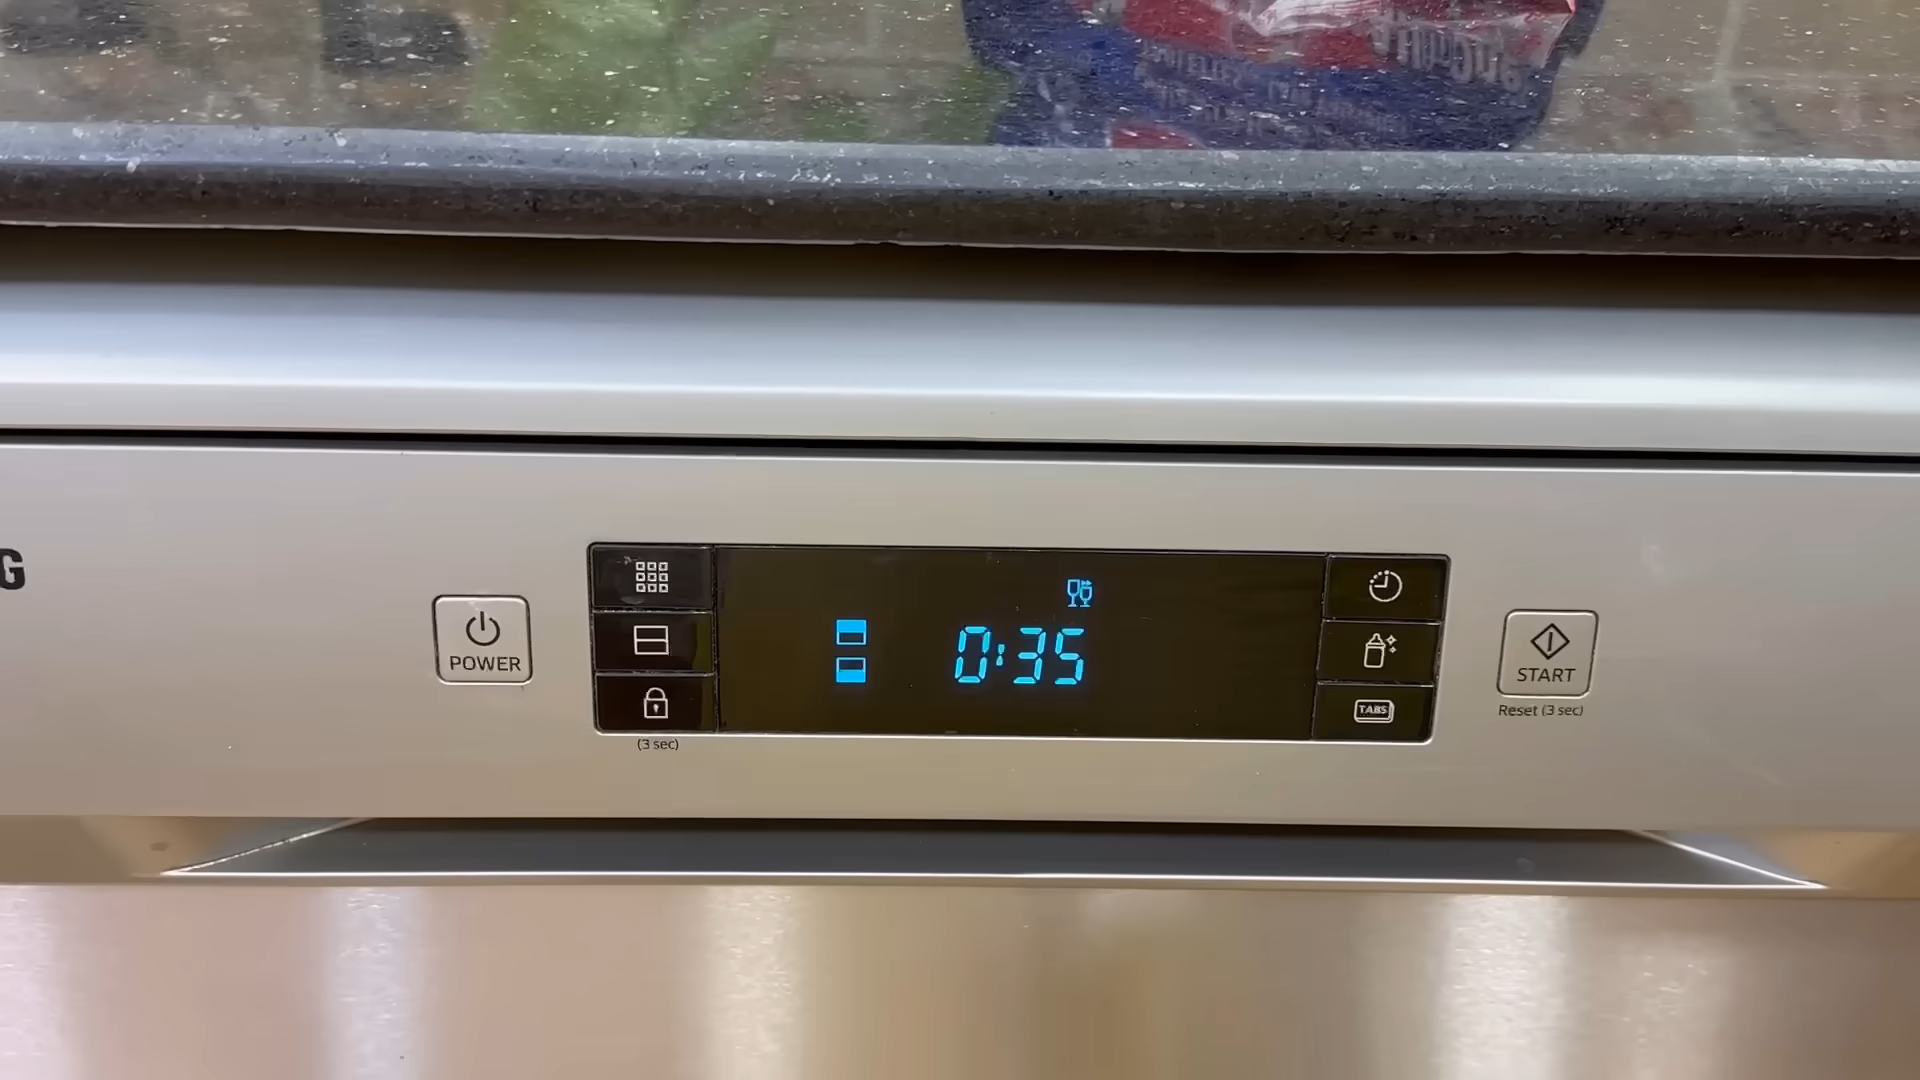 G
POWER
(3 sec)
0:35
TABS
START
Reset (3 sec)